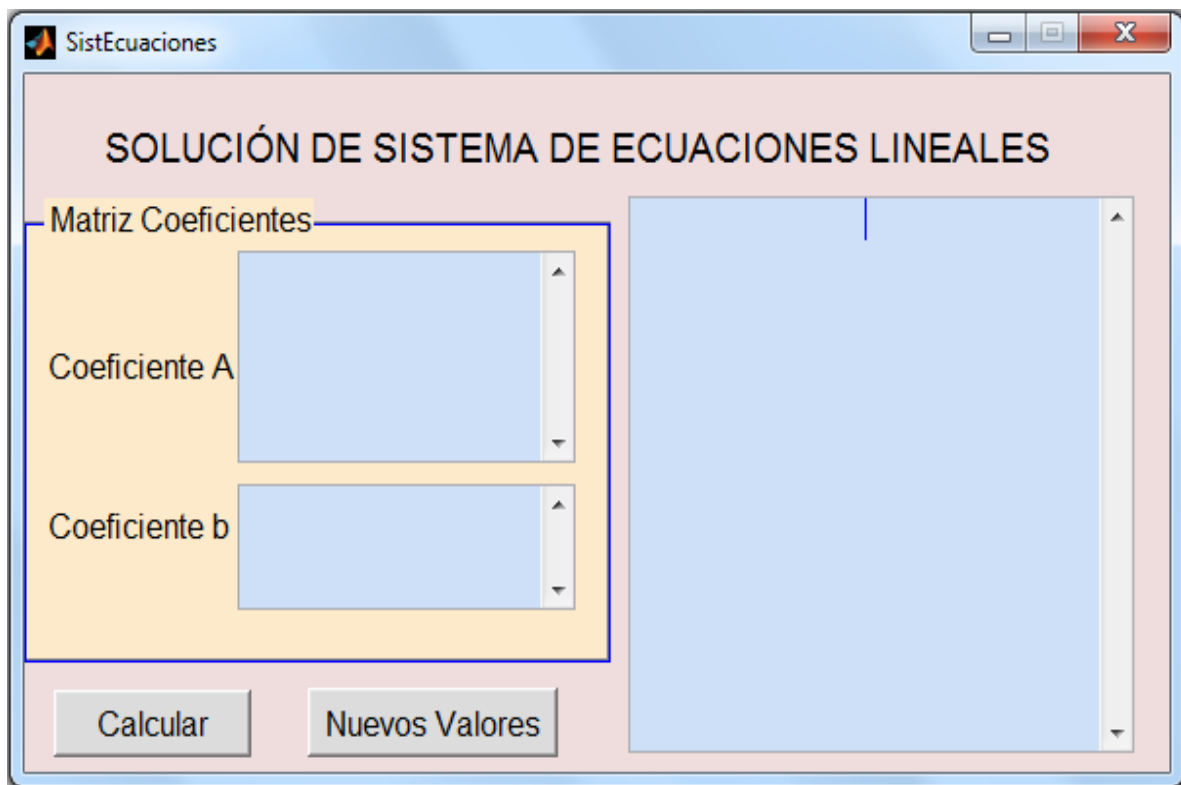 SistEcuaciones
SOLUCIÓN DE SISTEMA DE ECUACIONES LINEALES
Matriz Coeficientes
Coeficiente A
Coeficiente b
Calcular
Nuevos Valores